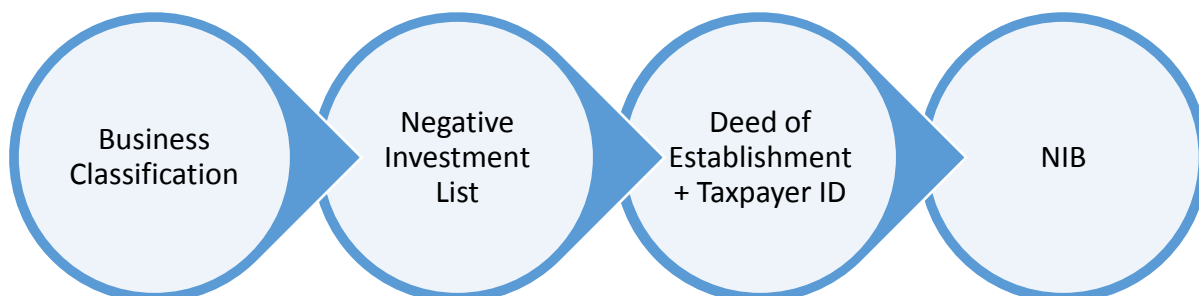 Business
Classification
Negative
Investment
List
Deed of
Establishment
+ Taxpayer ID
NIB